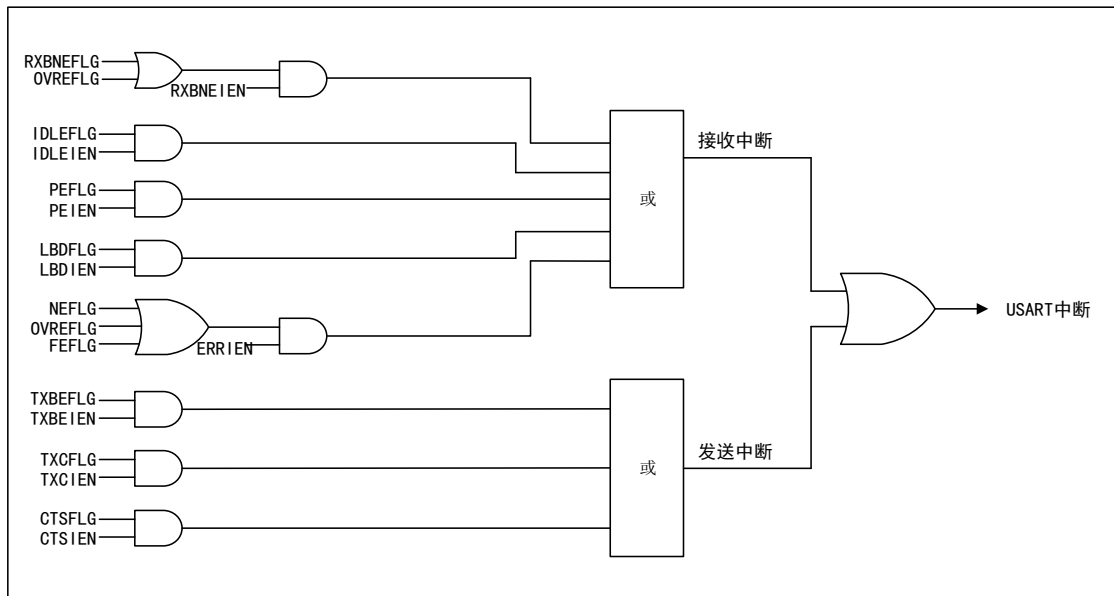 RXBNEFLG
OVREFLG
RXBNEIEN
IDLEFLG
IDLEIEN
PEFLG
PEIEN
LBDFLG
LBDIEN
NEFLG
OVREFLG
FEFLG
ERRIEN
或
接收中断
USART中断
TXBEFLG
TXBEIEN
TXCFLG
TXCIEN
CTSFLG
CTSIEN
或
发送中断